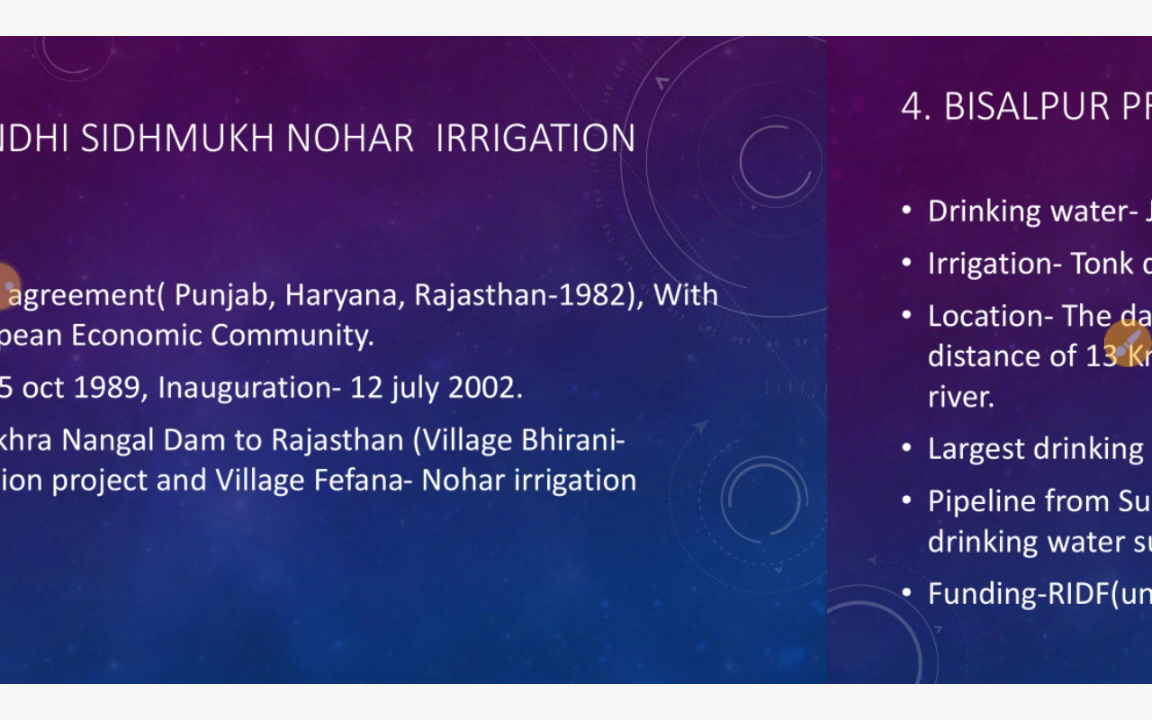 NDHI SIDHMUKH NOHAR IRRIGATION
agreement( Punjab, Haryana, Rajasthan-1982), With
pean Economic Community.
5 oct 1989, Inauguration- 12 july 2002.
khra Nangal Dam to Rajasthan (Village Bhirani-
ion project and Village Fefana- Nohar irrigation
4. BISALPUR PR
• Drinking water- J
• Irrigation- Tonk d
• Location- The da
distance of 13 Kr
river.
• Largest drinking
• Pipeline from Su
drinking water su
• Funding-RIDF(un